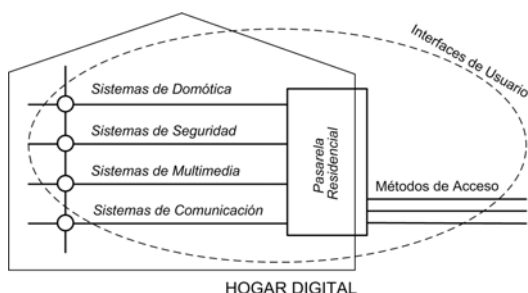 Interfaces de Usuario
Sistemas de Domótica
Sistemas de Seguridad
Sistemas de Multimedia
Sistemas de Comunicación
Pasarela
Residencial
Métodos de Acceso
HOGAR DIGITAL